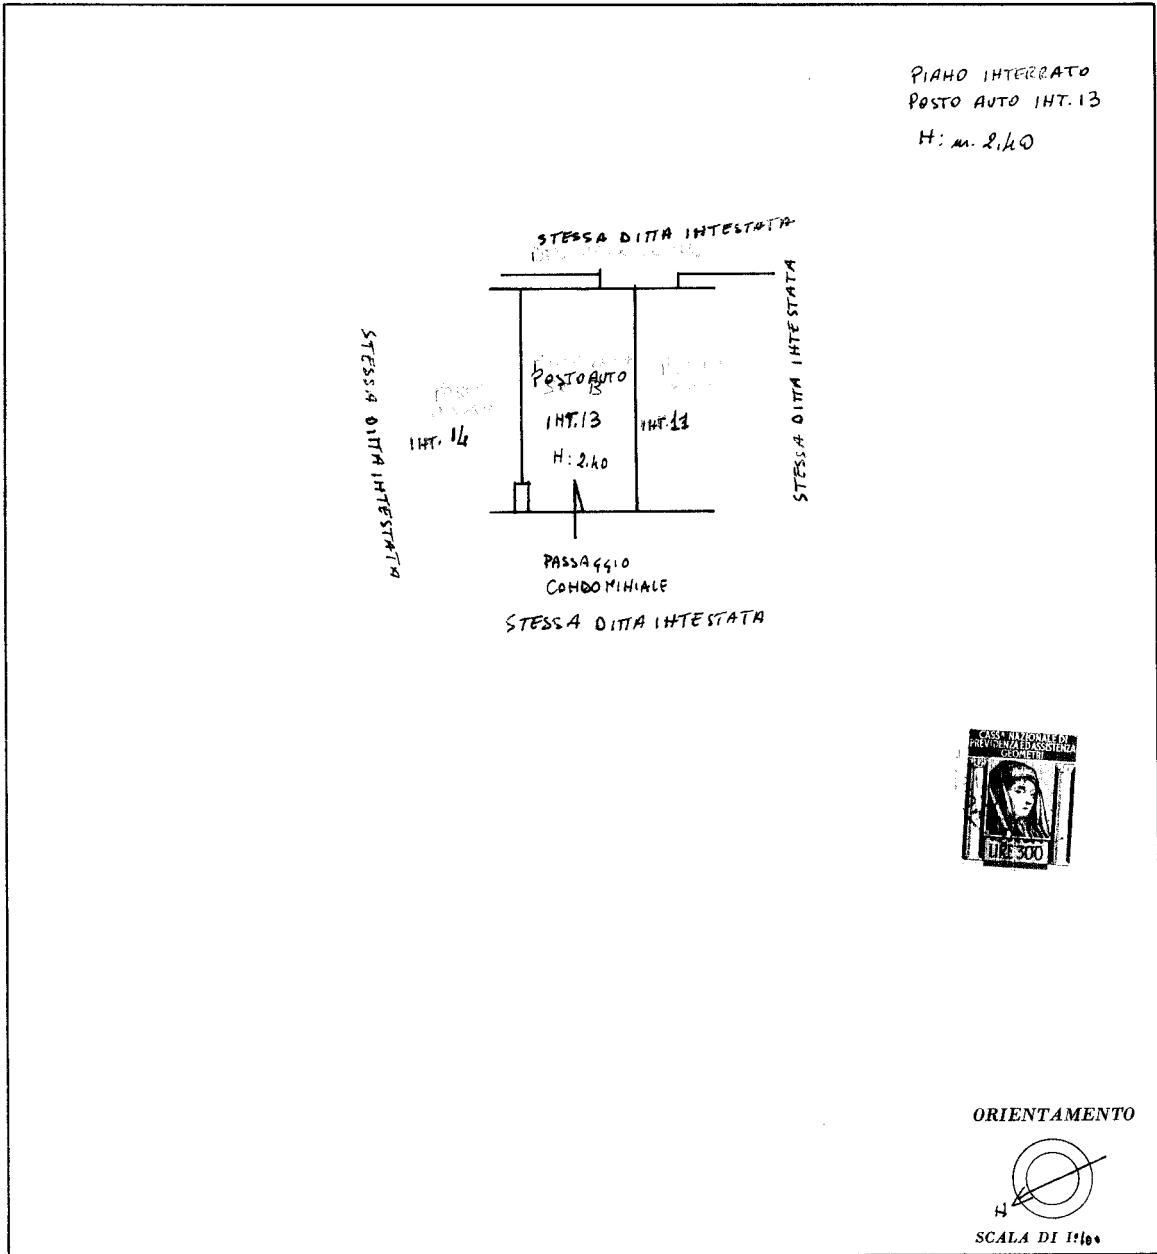 PIANO INTERRATO
POSTO AUTO INT. 13
H: m. 2,40
STESSA DITTA INTESTATA
STESSA DITTA INTESTATA
STESSA DITTA INTESTATA
POSTO AUTO
INT. 13
H: 2.40
INT. 14
INT. 11
PASSAGGIO
CONDOMINIALE
STESSA DITTA INTESTATA
CASSA NAZIONALE DI
PREVIDENZA ED ASSISTENZA
GEOMETRI
LIRE 300
ORIENTAMENTO
N
SCALA DI 1:100